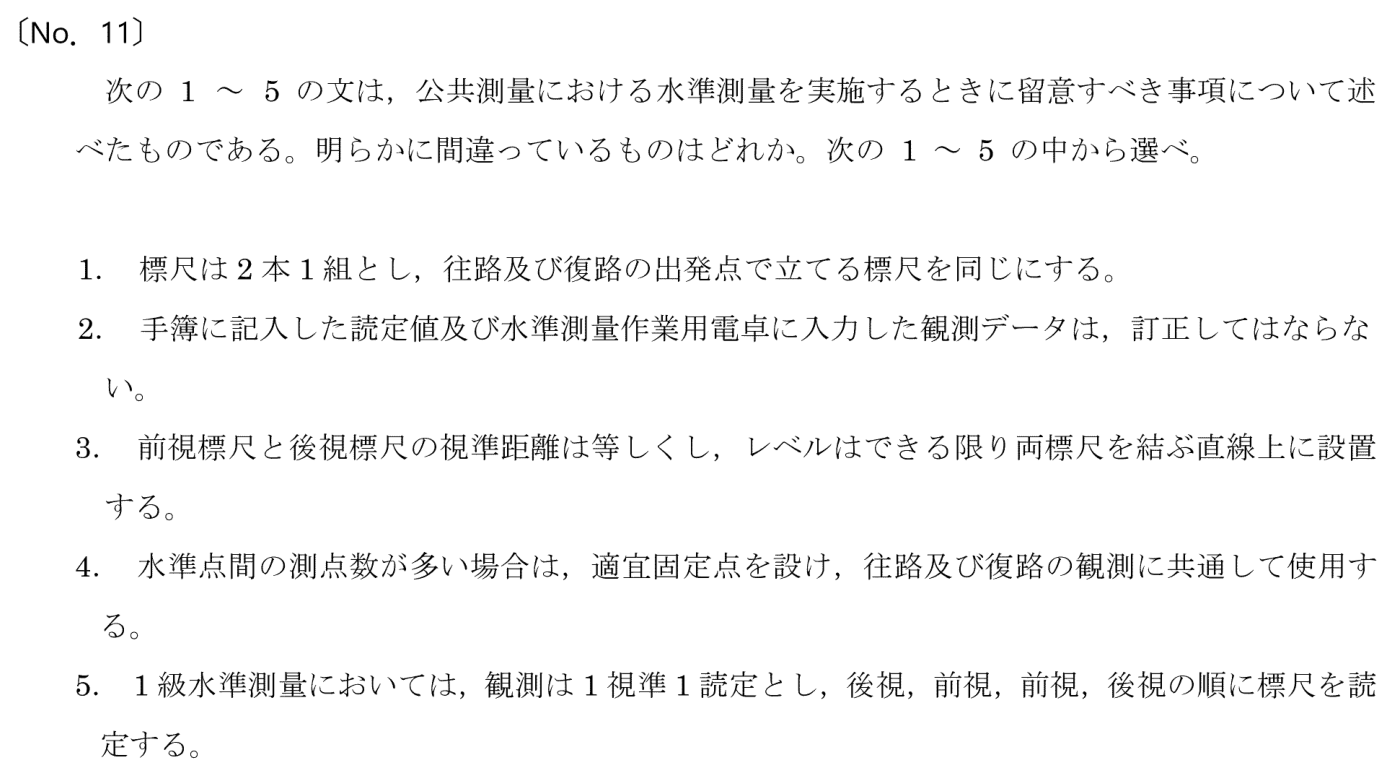 〔No. 11〕
次の 1 ～ 5 の文は，公共測量における水準測量を実施するときに留意すべき事項について述
べたものである。明らかに間違っているものはどれか。次の 1 ～ 5 の中から選べ。
1. 標尺は 2 本 1 組とし，往路及び復路の出発点で立てる標尺を同じにする。
2. 手簿に記入した読定値及び水準測量作業用電卓に入力した観測データは，訂正してはならな
い。
3. 前視標尺と後視標尺の視準距離は等しくし，レベルはできる限り両標尺を結ぶ直線上に設置
する。
4. 水準点間の測点数が多い場合は，適宜固定点を設け，往路及び復路の観測に共通して使用す
る。
5. 1 級水準測量においては，観測は 1 視準 1 読定とし，後視，前視，前視，後視の順に標尺を読
定する。